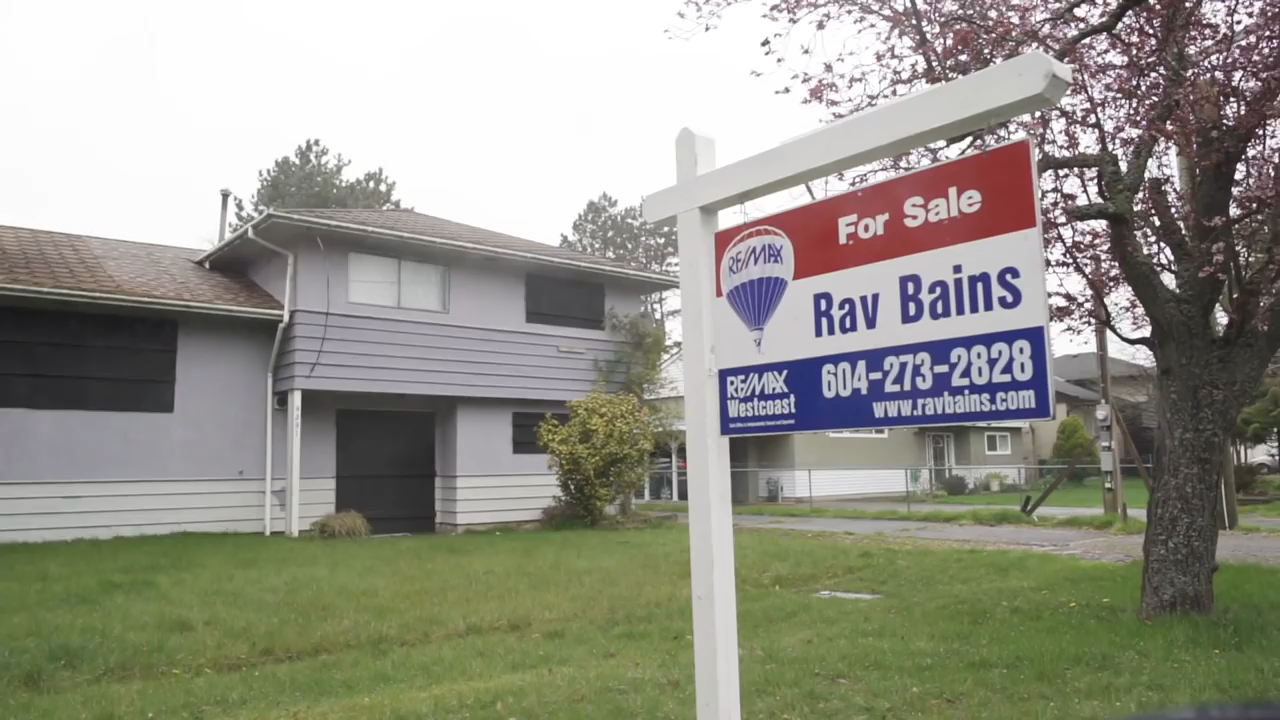 For Sale
RE/MAX
Rav Bains
RE/MAX
Westcoast
604-273-2828
www.ravbains.com